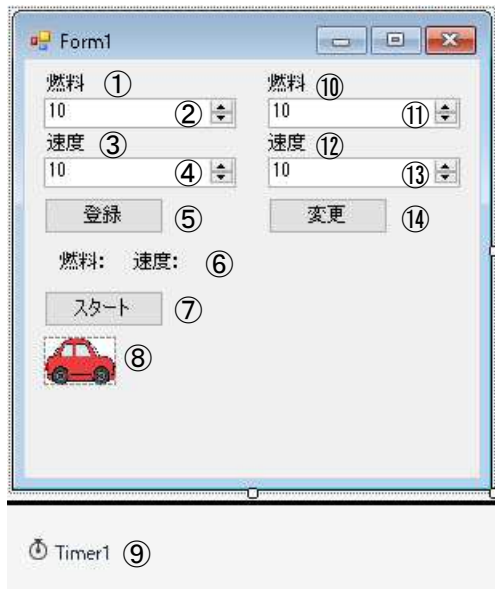 Form1
燃料 ① 燃料 ⑩
10 ② 10 ⑪
速度 ③ 速度 ⑫
10 ④ 10 ⑬
登録 ⑤ 変更 ⑭
燃料: 速度: ⑥
スタート ⑦
⑧
Timer1 ⑨